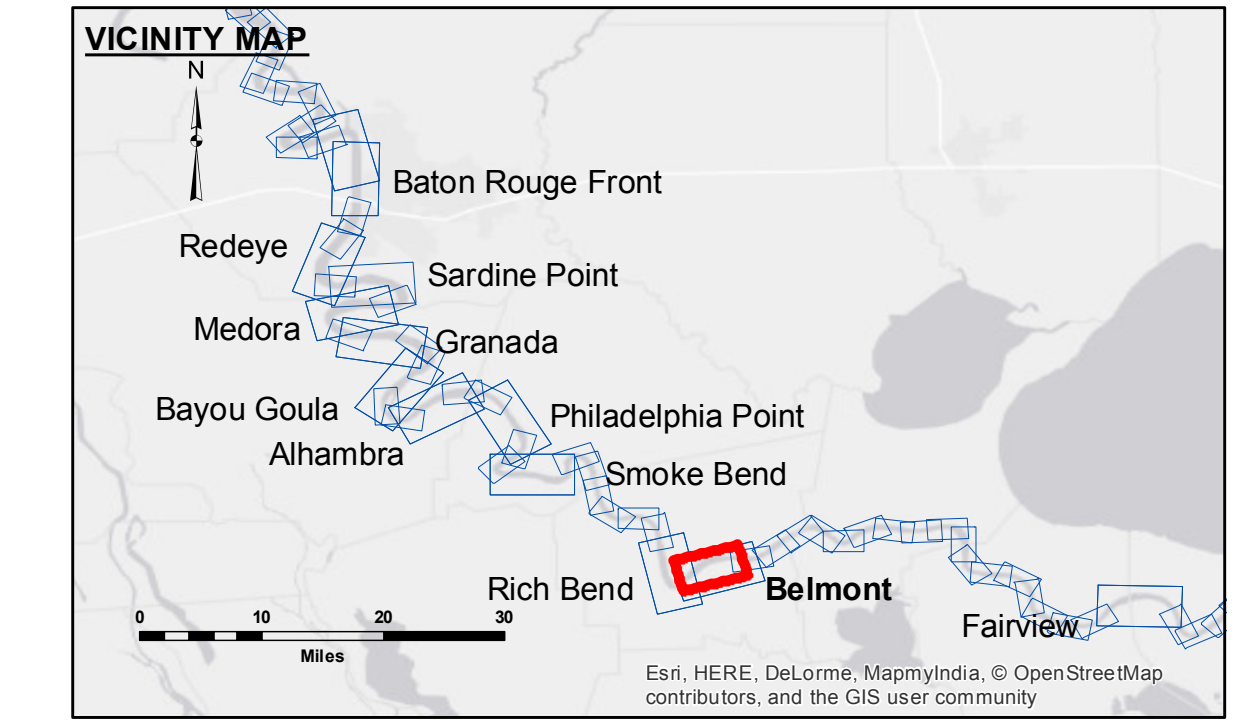 VICINITY MAP
N
Baton Rouge Front
Redeye
Sardine Point
Medora
Granada
Bayou Goula
Philadelphia Point
Alhambra
Smoke Bend
Rich Bend
Belmont
Fairview
0 10 20 30
Miles
Esri, HERE, DeLorme, MapmyIndia, © OpenStreetMap
contributors, and the GIS user community